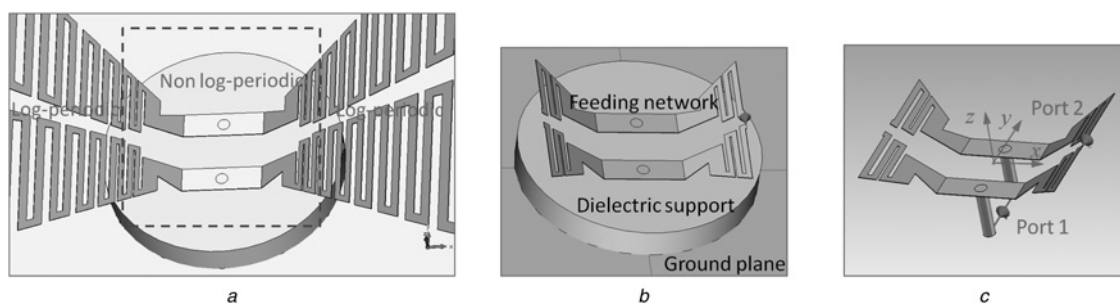 Non log-periodic
Log-periodic
Log-periodic
a
Feeding network
Dielectric support
Ground plane
b
Port 2
z
y
x
Port 1
c